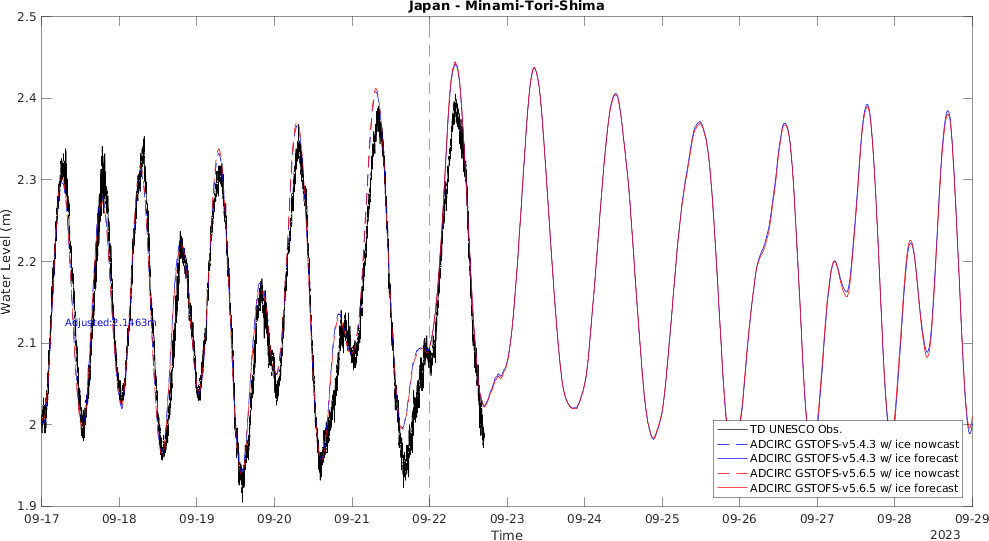 Japan - Minami-Tori-Shima
2.5
2.4
2.3
2.2
2.1
2
1.9
Water Level (m)
Adjusted:2.1463m
TD UNESCO Obs.
ADCIRC GSTOFS-v5.4.3 w/ ice nowcast
ADCIRC GSTOFS-v5.4.3 w/ ice forecast
ADCIRC GSTOFS-v5.6.5 w/ ice nowcast
ADCIRC GSTOFS-v5.6.5 w/ ice forecast
09-17 09-18 09-19 09-20 09-21 09-22 09-23 09-24 09-25 09-26 09-27 09-28 09-29
Time
2023